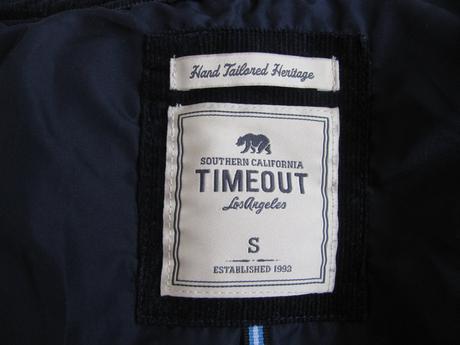 Hand Tailored Heritage
SOUTHERN CALIFORNIA
TIMEOUT
Los Angeles
S
ESTABLISHED 1993